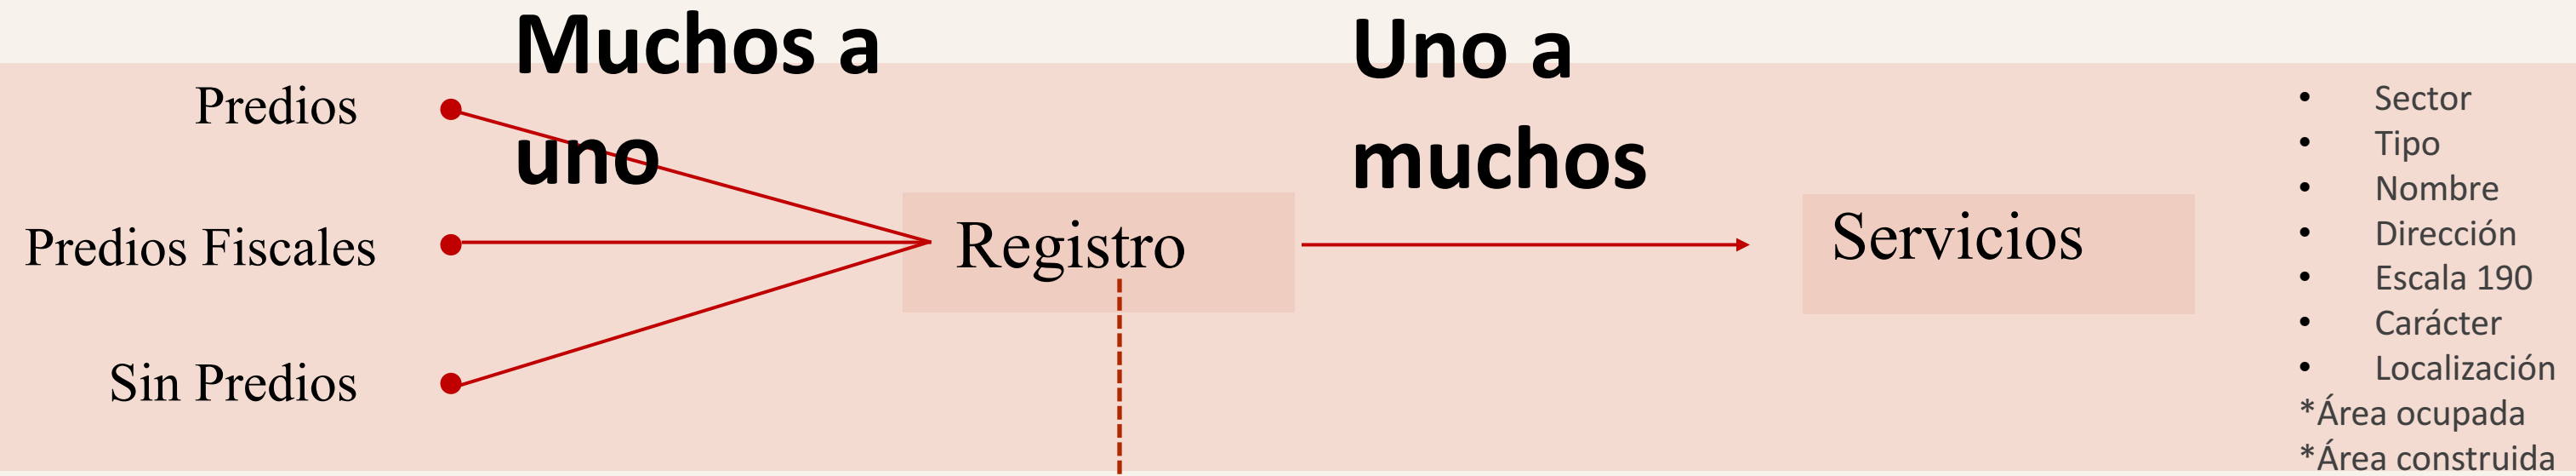 Muchos a
uno
Uno a
muchos
Predios
Predios Fiscales
Sin Predios
Registro
Servicios
• Sector
• Tipo
• Nombre
• Dirección
• Escala 190
• Carácter
• Localización
*Área ocupada
*Área construida